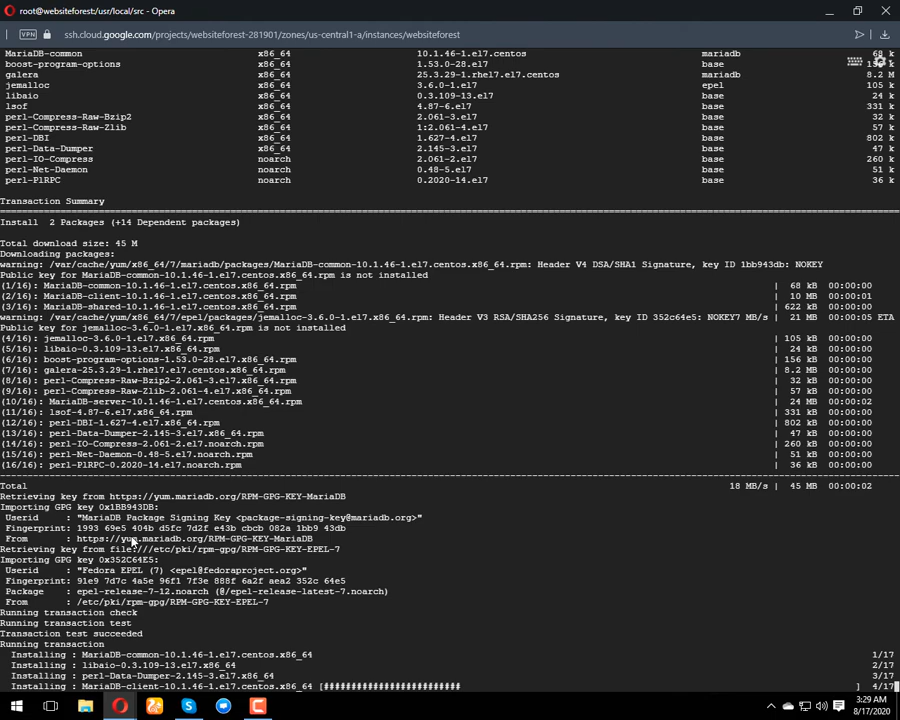 root@websiteforest:/usr/local/src - Opera
VPN ssh.cloud.google.com/projects/websiteforest-281901/zones/us-central1-a/instances/websiteforest
MariaDB-common x86_64 10.1.46-1.el7.centos mariadb 68 k
boost-program-options x86_64 1.53.0-28.el7 base k
galera x86_64 25.3.29-1.rhel7.el7.centos mariadb 8.2 M
jemalloc x86_64 3.6.0-1.el7 epel 105 k
libaio x86_64 0.3.109-13.el7 base 24 k
lsof x86_64 4.87-6.el7 base 331 k
perl-Compress-Raw-Bzip2 x86_64 2.061-3.el7 base 32 k
perl-Compress-Raw-Zlib x86_64 1:2.061-4.el7 base 57 k
perl-DBI x86_64 1.627-4.el7 base 802 k
perl-Data-Dumper x86_64 2.145-3.el7 base 47 k
perl-IO-Compress noarch 2.061-2.el7 base 260 k
perl-Net-Daemon noarch 0.48-5.el7 base 51 k
perl-PlRPC noarch 0.2020-14.el7 base 36 k
Transaction Summary
Install 2 Packages (+14 Dependent packages)
Total download size: 45 M
Downloading packages:
warning: /var/cache/yum/x86_64/7/mariadb/packages/MariaDB-common-10.1.46-1.el7.centos.x86_64.rpm: Header V4 DSA/SHA1 Signature, key ID 1bb943db: NOKEY
Public key for MariaDB-common-10.1.46-1.el7.centos.x86_64.rpm is not installed
(1/16): MariaDB-common-10.1.46-1.el7.centos.x86_64.rpm | 68 kB 00:00:00
(2/16): MariaDB-client-10.1.46-1.el7.centos.x86_64.rpm | 10 MB 00:00:01
(3/16): MariaDB-shared-10.1.46-1.el7.centos.x86_64.rpm | 622 kB 00:00:00
warning: /var/cache/yum/x86_64/7/epel/packages/jemalloc-3.6.0-1.el7.x86_64.rpm: Header V3 RSA/SHA256 Signature, key ID 352c64e5: NOKEY7 MB/s | 21 MB 00:00:05 ETA
Public key for jemalloc-3.6.0-1.el7.x86_64.rpm is not installed
(4/16): jemalloc-3.6.0-1.el7.x86_64.rpm | 105 kB 00:00:00
(5/16): libaio-0.3.109-13.el7.x86_64.rpm | 24 kB 00:00:00
(6/16): boost-program-options-1.53.0-28.el7.x86_64.rpm | 156 kB 00:00:00
(7/16): galera-25.3.29-1.rhel7.el7.centos.x86_64.rpm | 8.2 MB 00:00:00
(8/16): perl-Compress-Raw-Bzip2-2.061-3.el7.x86_64.rpm | 32 kB 00:00:00
(9/16): perl-Compress-Raw-Zlib-2.061-4.el7.x86_64.rpm | 57 kB 00:00:00
(10/16): MariaDB-server-10.1.46-1.el7.centos.x86_64.rpm | 24 MB 00:00:02
(11/16): lsof-4.87-6.el7.x86_64.rpm | 331 kB 00:00:00
(12/16): perl-DBI-1.627-4.el7.x86_64.rpm | 802 kB 00:00:00
(13/16): perl-Data-Dumper-2.145-3.el7.x86_64.rpm | 47 kB 00:00:00
(14/16): perl-IO-Compress-2.061-2.el7.noarch.rpm | 260 kB 00:00:00
(15/16): perl-Net-Daemon-0.48-5.el7.noarch.rpm | 51 kB 00:00:00
(16/16): perl-PlRPC-0.2020-14.el7.noarch.rpm | 36 kB 00:00:00
Total 18 MB/s | 45 MB 00:00:02
Retrieving key from https://yum.mariadb.org/RPM-GPG-KEY-MariaDB
Importing GPG key 0x1BB943DB:
Userid : "MariaDB Package Signing Key <package-signing-key@mariadb.org>"
Fingerprint: 1993 69e5 404b d5fc 7d2f e43b cbcb 082a 1bb9 43db
From : https://yum.mariadb.org/RPM-GPG-KEY-MariaDB
Retrieving key from file:///etc/pki/rpm-gpg/RPM-GPG-KEY-EPEL-7
Importing GPG key 0x352C64E5:
Userid : "Fedora EPEL (7) <epel@fedoraproject.org>"
Fingerprint: 91e9 7d7c 4a5e 96f1 7f3e 888f 6a2f aea2 352c 64e5
Package : epel-release-7-12.noarch (@/epel-release-latest-7.noarch)
From : /etc/pki/rpm-gpg/RPM-GPG-KEY-EPEL-7
Running transaction check
Running transaction test
Transaction test succeeded
Running transaction
Installing : MariaDB-common-10.1.46-1.el7.centos.x86_64 1/17
Installing : libaio-0.3.109-13.el7.x86_64 2/17
Installing : perl-Data-Dumper-2.145-3.el7.x86_64 3/17
Installing : MariaDB-client-10.1.46-1.el7.centos.x86_64 [########################## ] 4/17
3:29 AM
8/17/2020